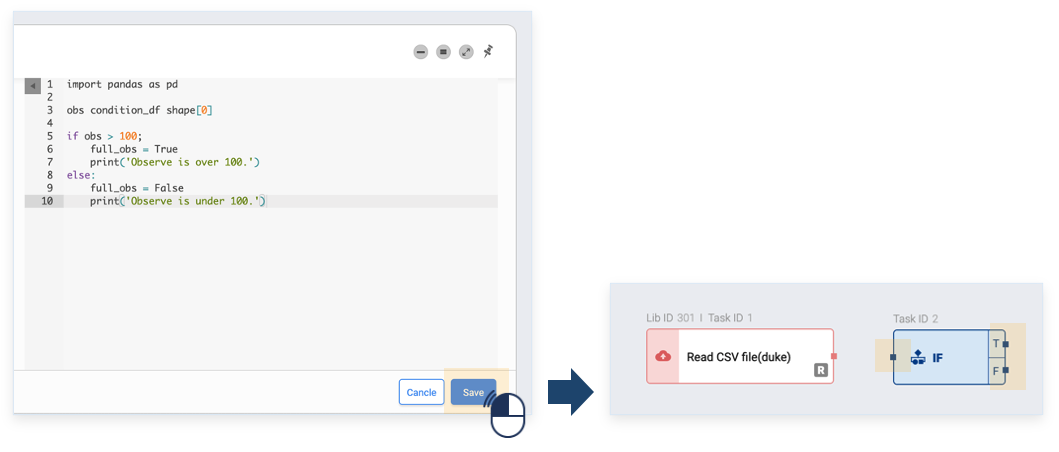 1 import pandas as pd
2
3 obs condition_df shape[0]
4
5 if obs > 100;
6 full_obs = True
7 print('Observe is over 100.')
8 else:
9 full_obs = False
10 print('Observe is under 100.')
Cancle Save
Lib ID 301 I Task ID 1
Read CSV file(duke)
R
Task ID 2
IF
T
F